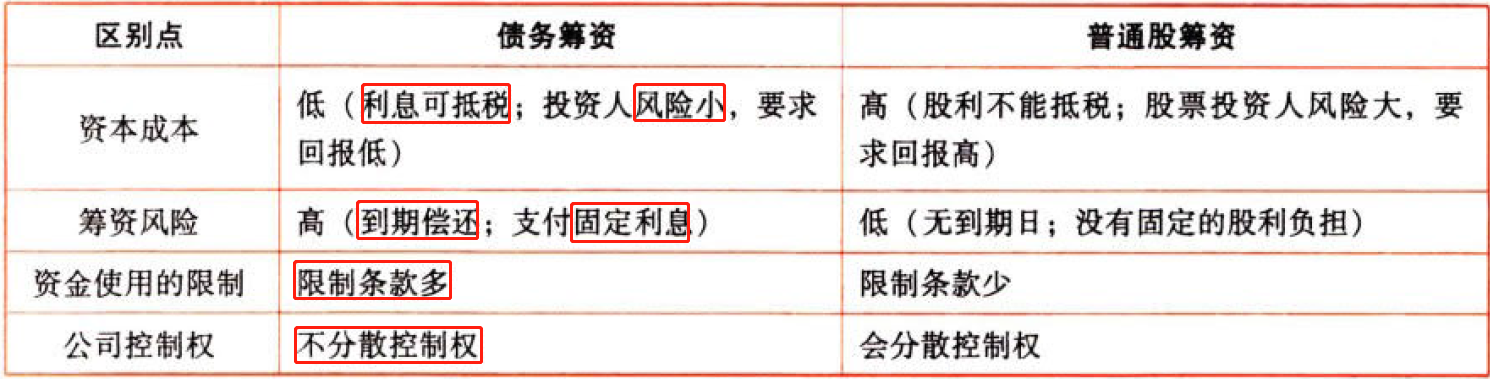 区别点 债务筹资 普通股筹资
资本成本
低（利息可抵税；投资人风险小，要求
回报低）
高（股利不能抵税；股票投资人风险大，要
求回报高）
筹资风险 高（到期偿还；支付固定利息） 低（无到期日；没有固定的股利负担）
资金使用的限制 限制条款多 限制条款少
公司控制权 不分散控制权 会分散控制权